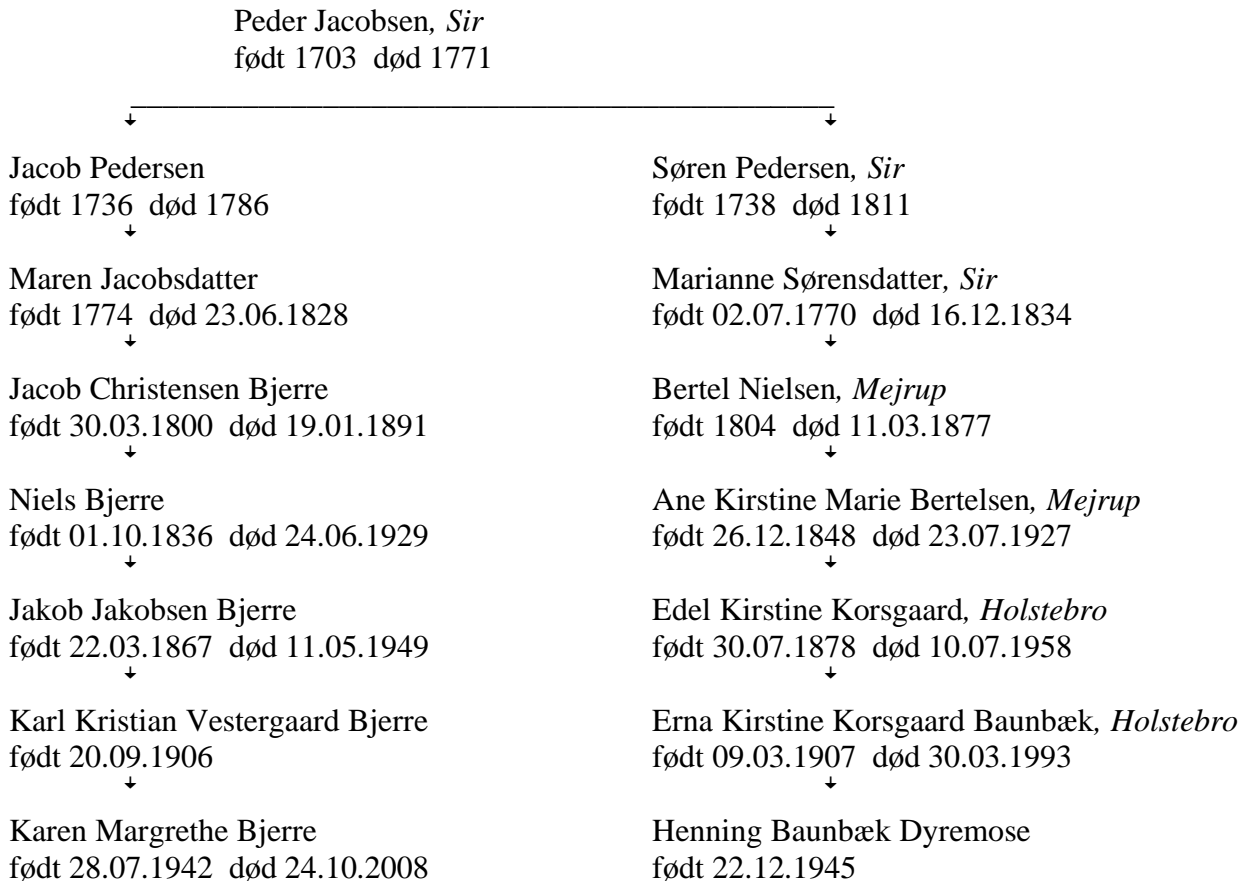 Peder Jacobsen, Sir
født 1703  død 1771
Jacob Pedersen
født 1736  død 1786
Maren Jacobsdatter
født 1774  død 23.06.1828
Jacob Christensen Bjerre
født 30.03.1800  død 19.01.1891
Niels Bjerre
født 01.10.1836  død 24.06.1929
Jakob Jakobsen Bjerre
født 22.03.1867  død 11.05.1949
Karl Kristian Vestergaard Bjerre
født 20.09.1906
Karen Margrethe Bjerre
født 28.07.1942  død 24.10.2008
Søren Pedersen, Sir
født 1738  død 1811
Marianne Sørensdatter, Sir
født 02.07.1770  død 16.12.1834
Bertel Nielsen, Mejrup
født 1804  død 11.03.1877
Ane Kirstine Marie Bertelsen, Mejrup
født 26.12.1848  død 23.07.1927
Edel Kirstine Korsgaard, Holstebro
født 30.07.1878  død 10.07.1958
Erna Kirstine Korsgaard Baunbæk, Holstebro
født 09.03.1907  død 30.03.1993
Henning Baunbæk Dyremose
født 22.12.1945